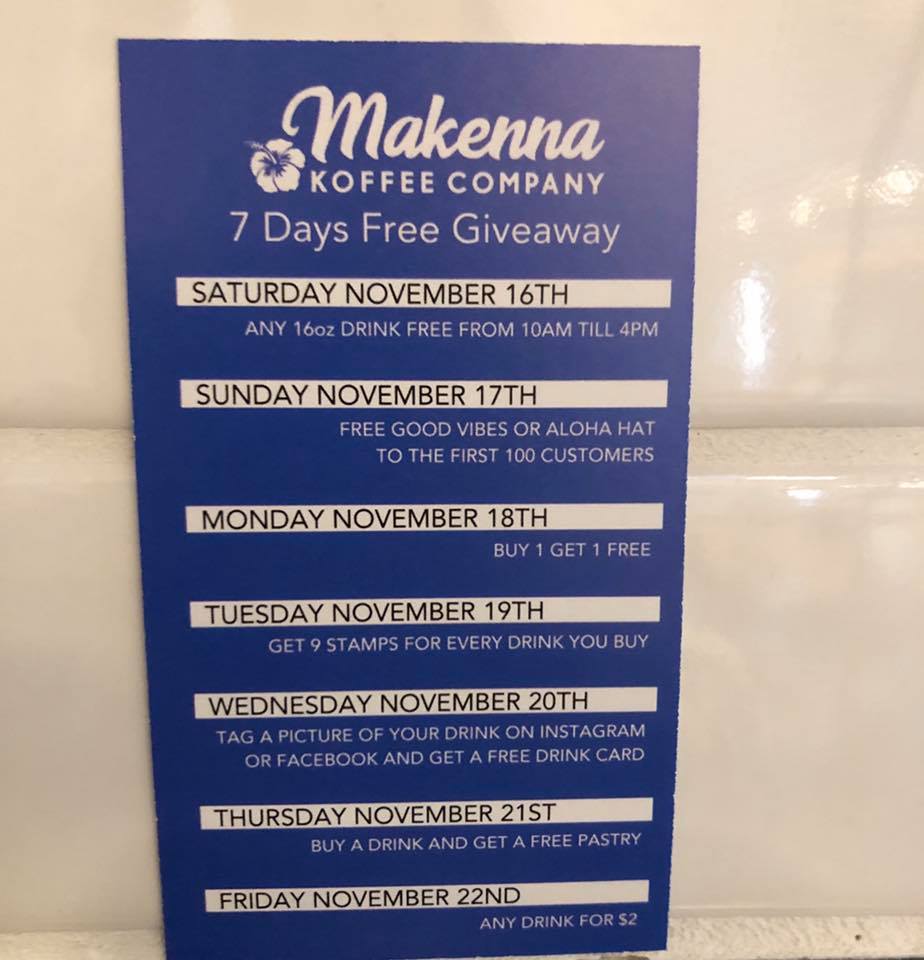 Makenna
KOFFEE COMPANY
7 Days Free Giveaway
SATURDAY NOVEMBER 16TH
ANY 16oz DRINK FREE FROM 10AM TILL 4PM
SUNDAY NOVEMBER 17TH
FREE GOOD VIBES OR ALOHA HAT
TO THE FIRST 100 CUSTOMERS
MONDAY NOVEMBER 18TH
BUY 1 GET 1 FREE
TUESDAY NOVEMBER 19TH
GET 9 STAMPS FOR EVERY DRINK YOU BUY
WEDNESDAY NOVEMBER 20TH
TAG A PICTURE OF YOUR DRINK ON INSTAGRAM
OR FACEBOOK AND GET A FREE DRINK CARD
THURSDAY NOVEMBER 21ST
BUY A DRINK AND GET A FREE PASTRY
FRIDAY NOVEMBER 22ND
ANY DRINK FOR $2